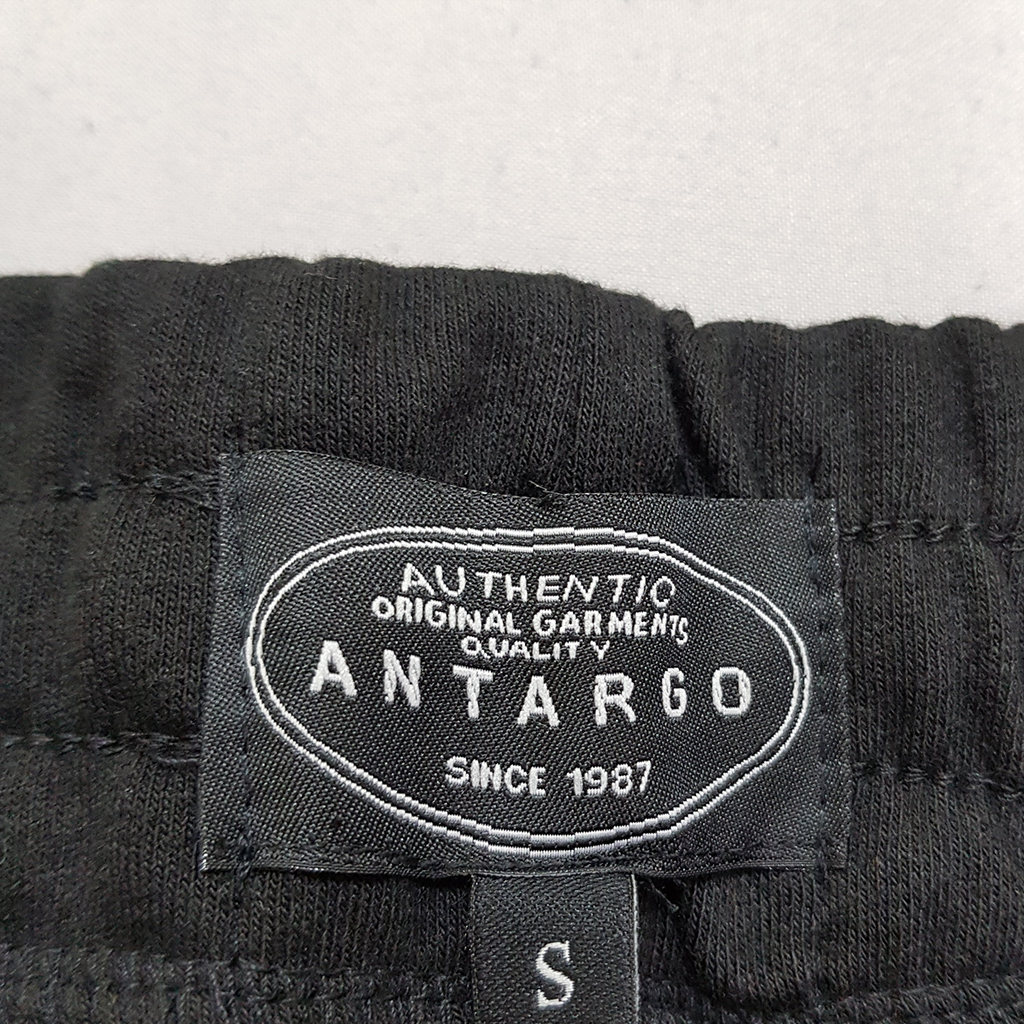 AUTHENTIC
ORIGINAL GARMENTS
QUALITY
ANTARGO
SINCE 1987
S